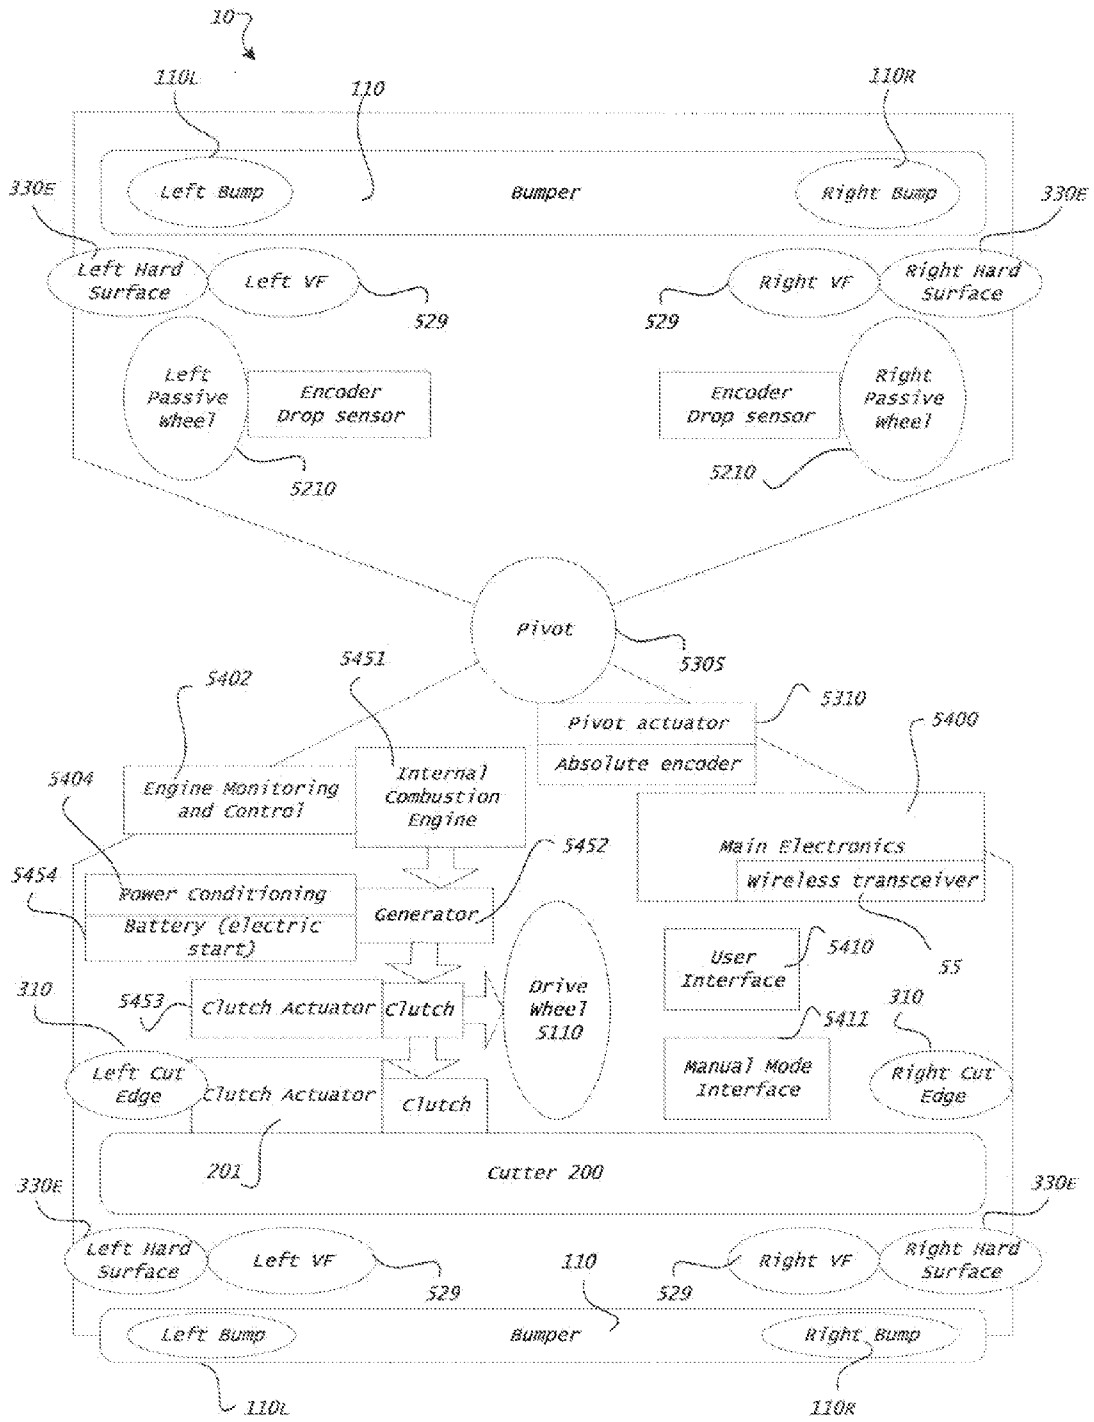 10
110L
110
110R
Left Bump
Bumper
Right Bump
330E
330E
Left Hard
Surface
Left VF
Right VF
Right Hard
Surface
529
529
Left
Passive
Wheel
Encoder
Drop sensor
Encoder
Drop sensor
Right
Passive
Wheel
5210
5210
Pivot
5305
5402
5451
5310
5400
Pivot actuator
Absolute encoder
5404
Engine Monitoring
and Control
Internal
Combustion
Engine
Main Electronics
Wireless transceiver
5452
5454
Power Conditioning
Battery (electric
start)
Generator
User
Interface
5410
55
310
5453
Clutch Actuator
Clutch
Drive
Wheel
5110
5411
310
Left Cut
Edge
Clutch Actuator
Clutch
Manual Mode
Interface
Right Cut
Edge
201
Cutter 200
330E
330E
Left Hard
Surface
Left VF
110
Right VF
Right Hard
Surface
529
529
Left Bump
Bumper
Right Bump
110L
110R